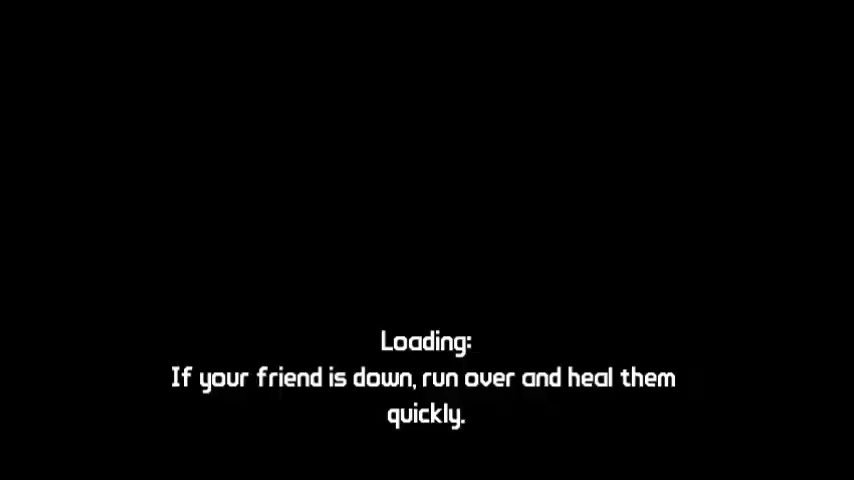 Loading:
If your friend is down, run over and heal them
quickly.